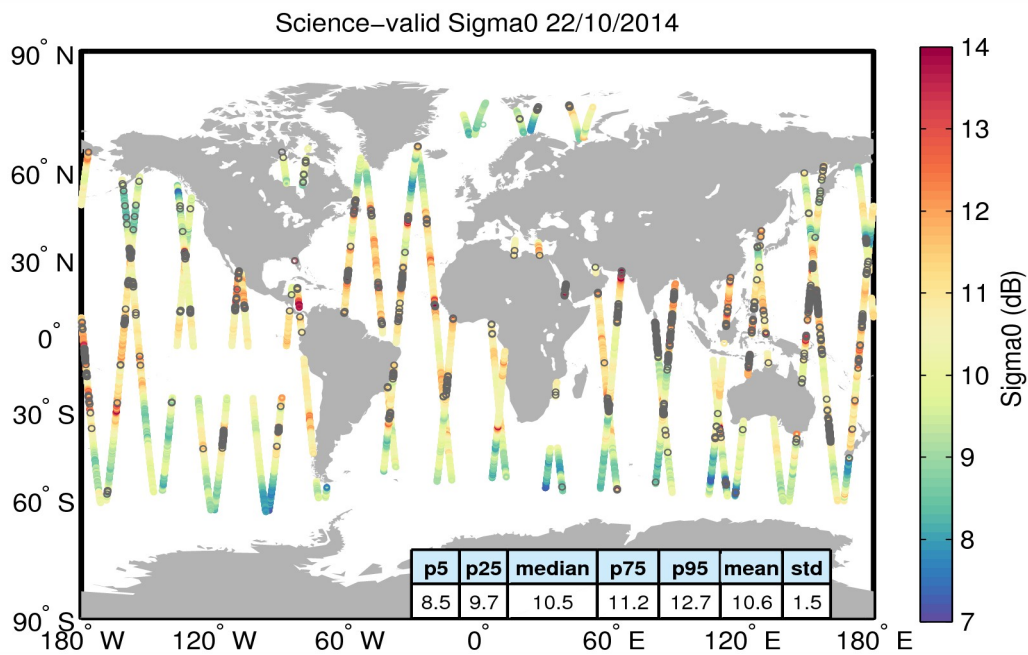 Science−valid Sigma0 22/10/2014
90° N
60° N
30° N
0°
30° S
60° S
90° S
180° W
120° W
60° W
0°
60° E
120° E
180° E
p5 p25 median p75 p95 mean std
8.5 9.7 10.5 11.2 12.7 10.6 1.5
14
13
12
11
10
9
8
7
Sigma0 (dB)